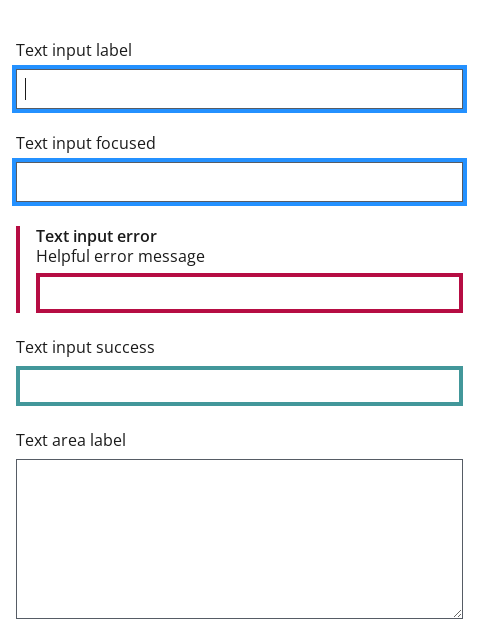 Text input label
Text input focused
Text input error
Helpful error message
Text input success
Text area label